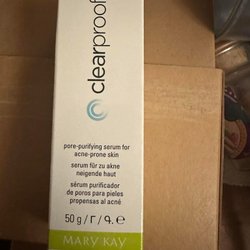 clearproof
pore-purifying serum for
acne-prone skin
serum für zu akne
neigende haut
sérum purificador
de poros para pieles
propensas al acné
50 g / г / գ. e
MARY KAY